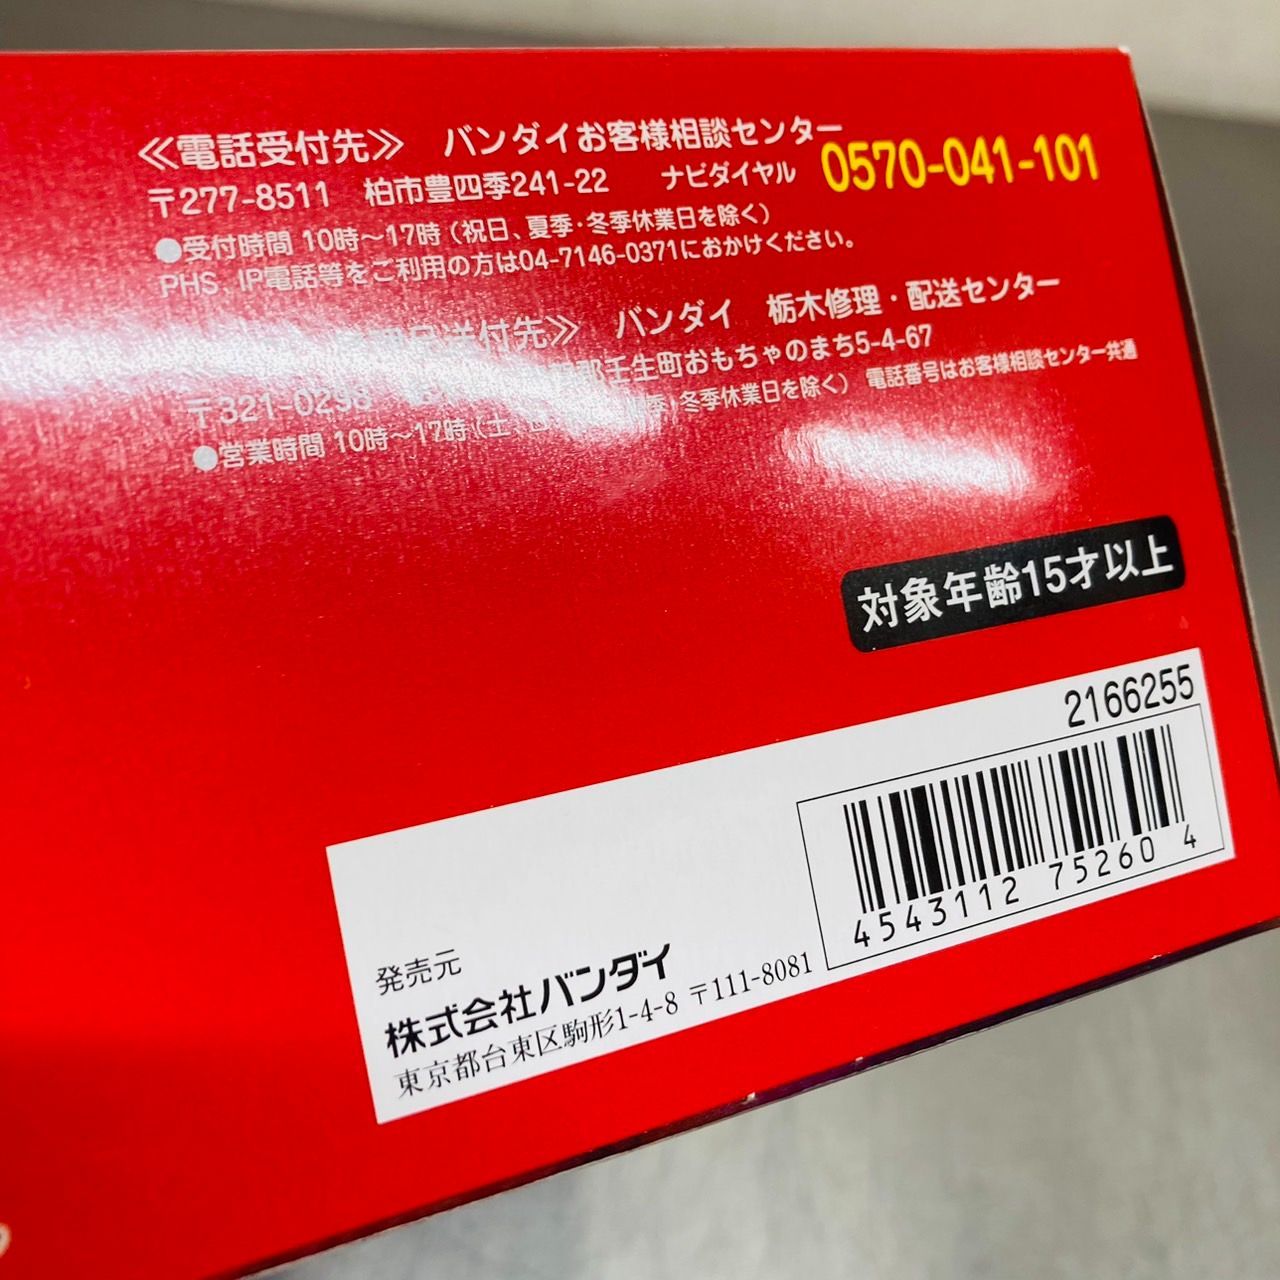 ≪電話受付先≫ バンダイお客様相談センター
〒277-8511 柏市豊四季241-22 ナビダイヤル 0570-041-101
●受付時間 10時～17時（祝日、夏季・冬季休業日を除く）
PHS、IP電話等をご利用の方は04-7146-0371におかけください。
送付先≫ バンダイ 栃木修理・配送センター
〒321-0298 郡壬生町おもちゃのまち5-4-67
●営業時間 10時～17時（土、 冬季休業日を除く） 電話番号はお客様相談センター共通
対象年齢15才以上
2166255
4543112 75260 4
発売元
株式会社バンダイ
東京都台東区駒形1-4-8 〒111-8081